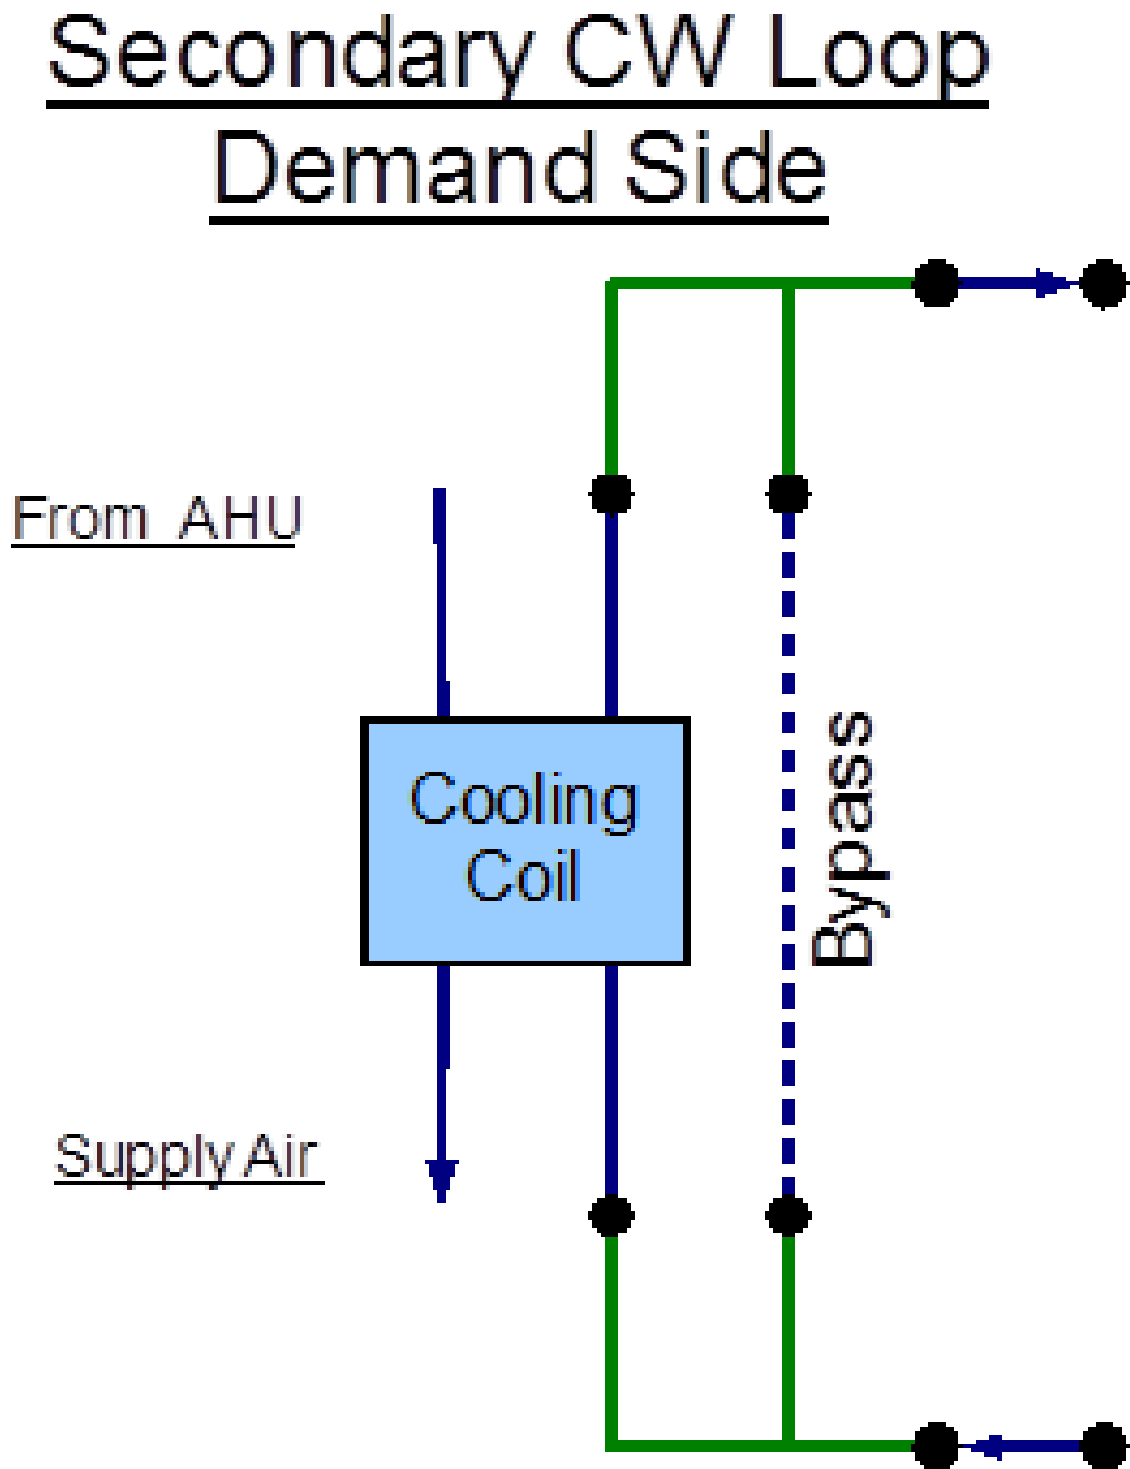 Secondary CW Loop
Demand Side
From AHU
Cooling
Coil
Bypass
Supply Air